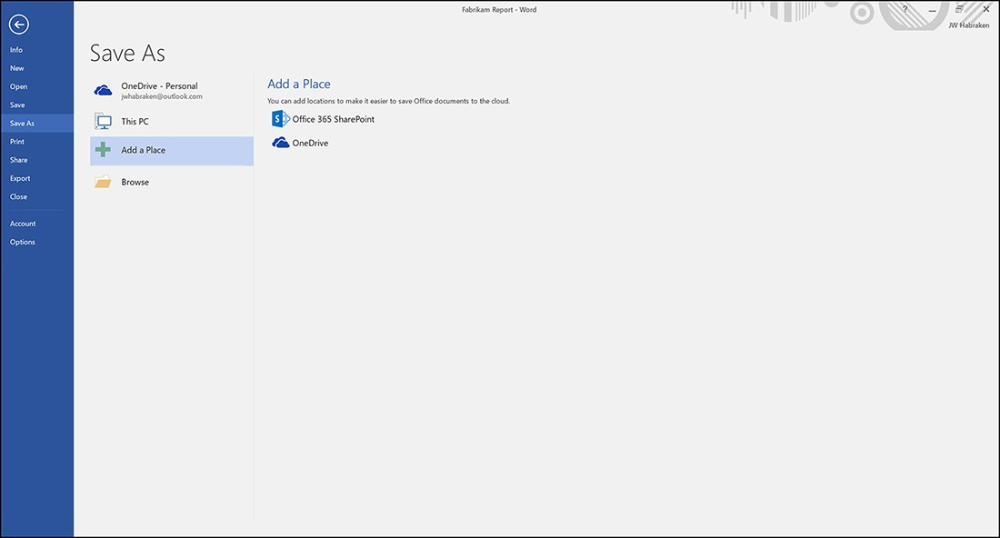 Fabrikam Report - Word
?
JW Habraken
Info
New
Open
Save
Save As
Print
Share
Export
Close
Account
Options
Save As
OneDrive - Personal
jwhabraken@outlook.com
This PC
Add a Place
Browse
Add a Place
You can add locations to make it easier to save Office documents to the cloud.
S Office 365 SharePoint
OneDrive